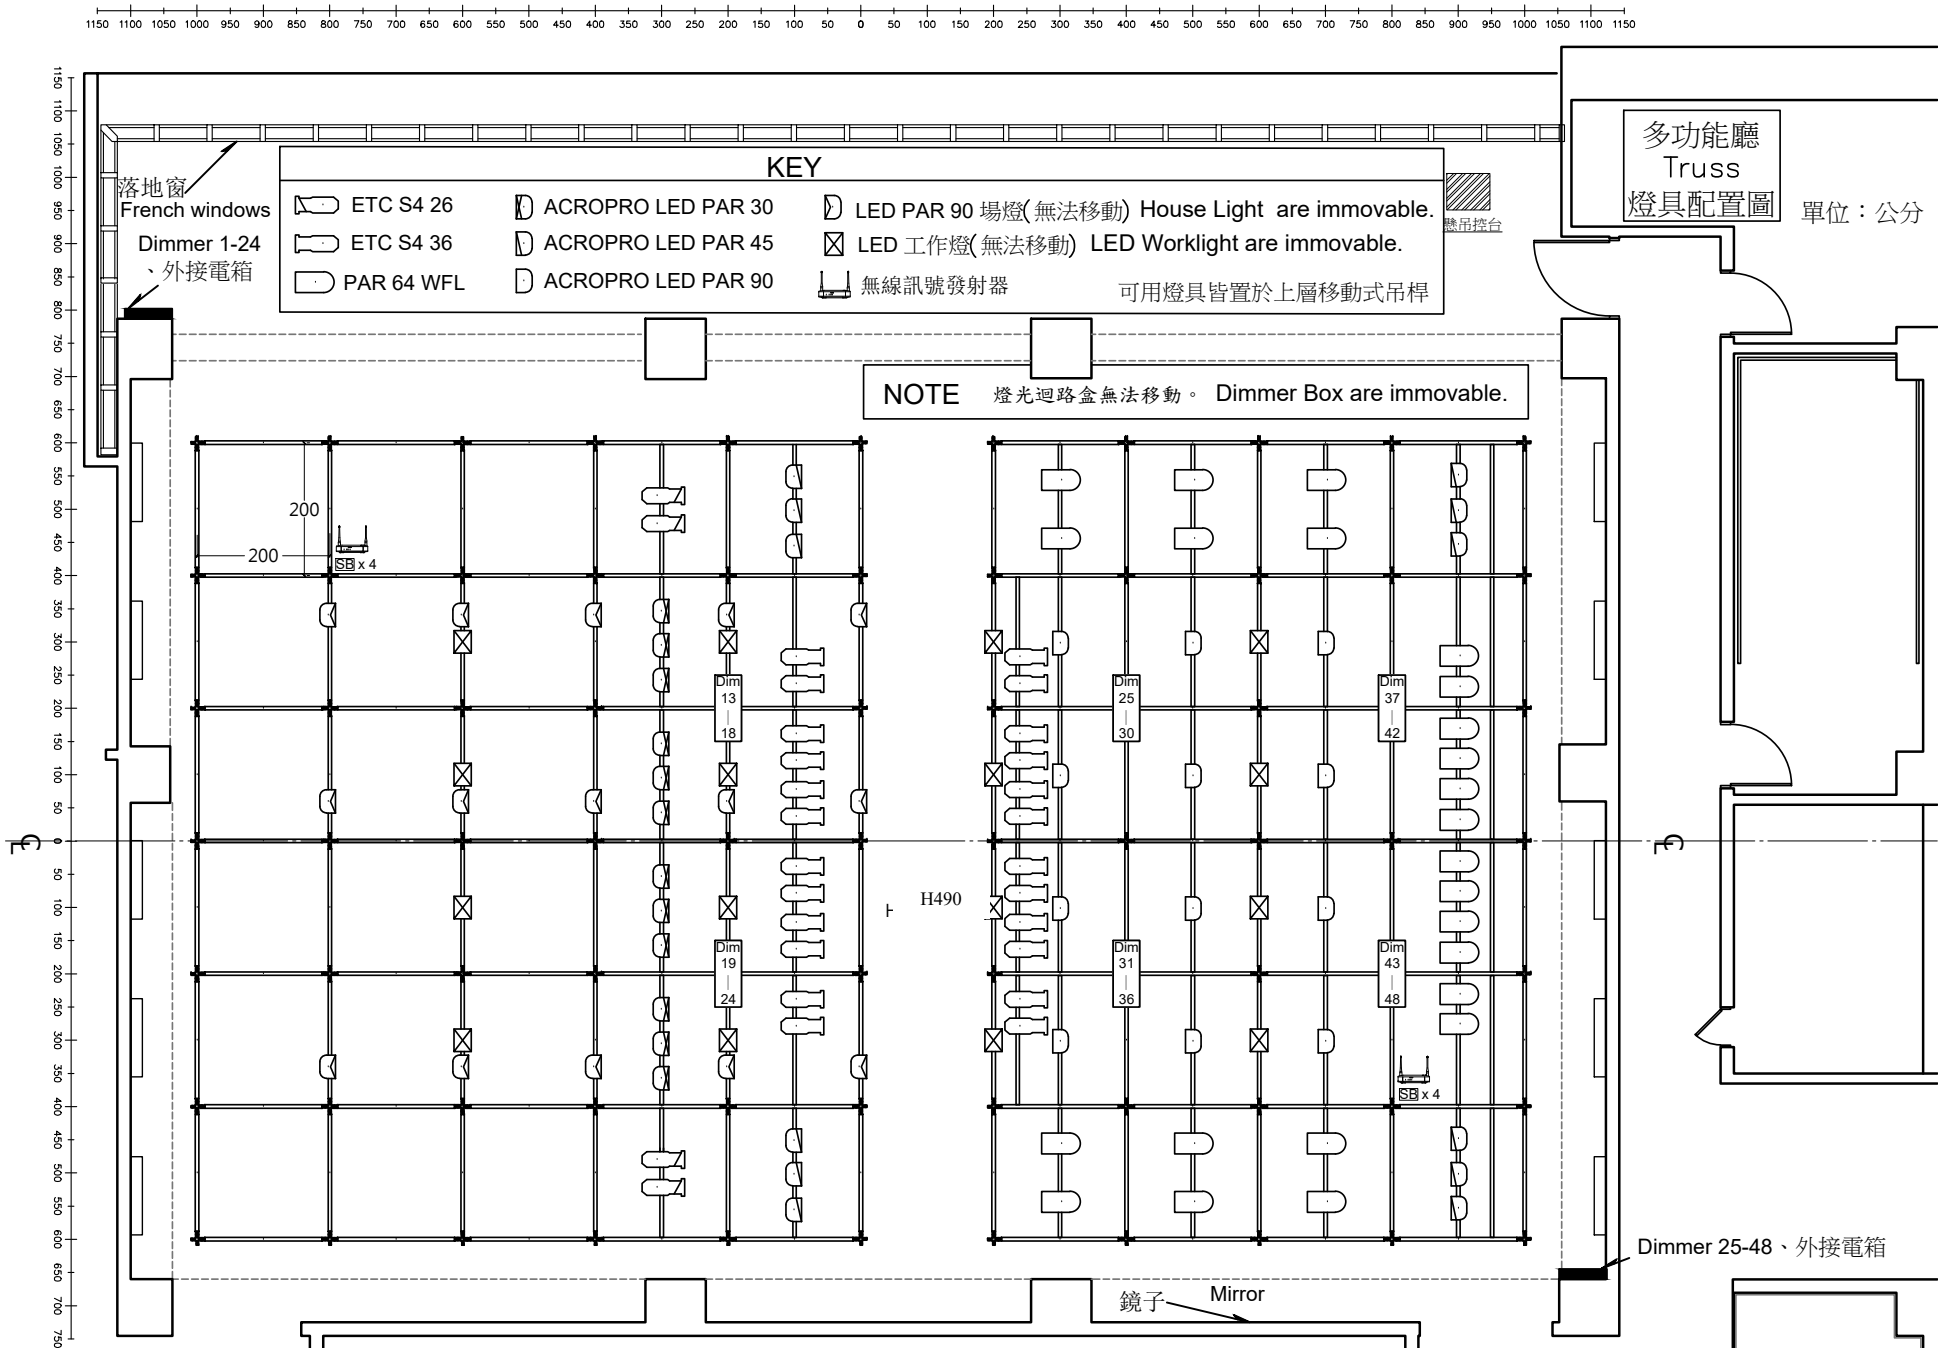 1150 1100 1050 1000 950 900 850 800 750 700 650 600 550 500 450 400 350 300 250 200 150 100 50 0 50 100 150 200 250 300 350 400 450 500 550 600 650 700 750 800 850 900 950 1000 1050 1100 1150
1150
1100
1050
1000
950
900
850
800
750
700
650
600
550
500
450
400
350
300
250
200
150
100
50
0
50
100
150
200
250
300
350
400
450
500
550
600
650
700
750
多功能廳
Truss
燈具配置圖
單位：公分
落地窗
French windows
Dimmer 1-24
、外接電箱
KEY
ETC S4 26
ETC S4 36
PAR 64 WFL
ACROPRO LED PAR 30
ACROPRO LED PAR 45
ACROPRO LED PAR 90
LED PAR 90 場燈(無法移動) House Light are immovable.
LED 工作燈(無法移動) LED Worklight are immovable.
無線訊號發射器
可用燈具皆置於上層移動式吊桿
懸吊控台
NOTE 燈光迴路盒無法移動。 Dimmer Box are immovable.
200
200
SB x 4
Dim
13
18
Dim
25
30
Dim
37
42
H490
Dim
19
24
Dim
31
36
Dim
43
48
SB x 4
Dimmer 25-48、外接電箱
鏡子 Mirror